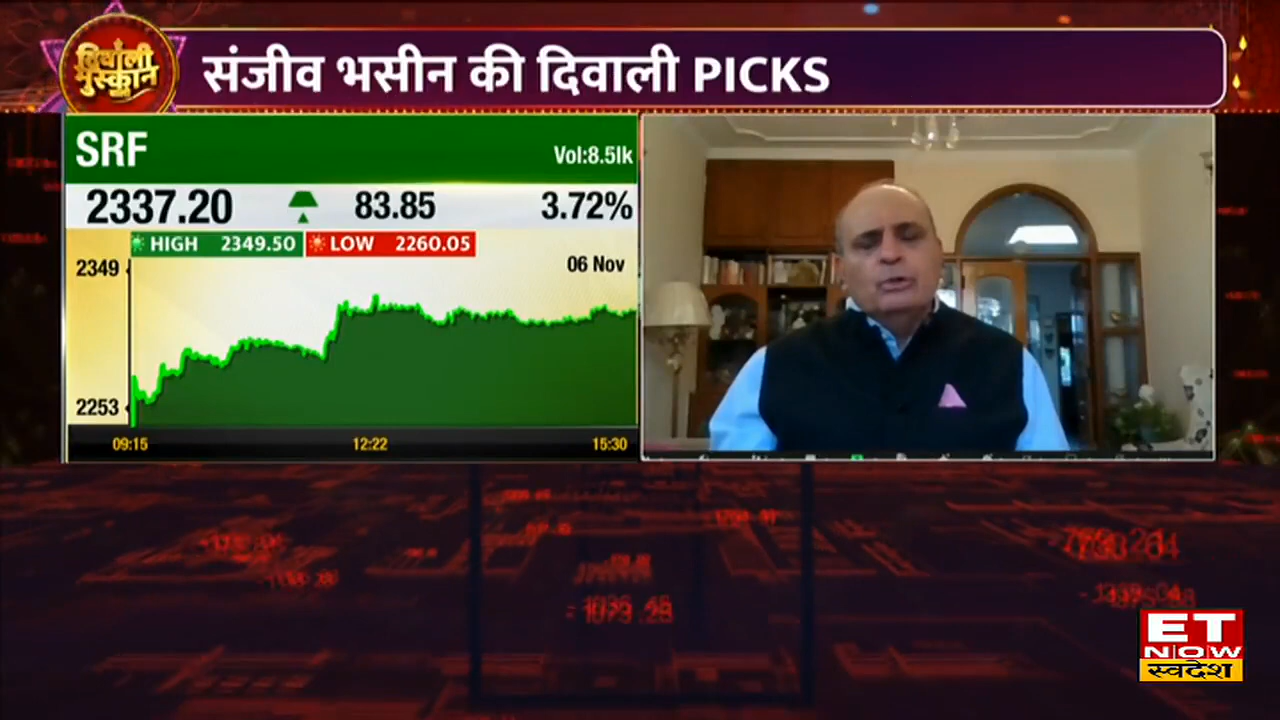 दिवाली
मुस्कान
संजीव भसीन की दिवाली PICKS
SRF
Vol:8.5lk
2337.20 83.85 3.72%
HIGH 2349.50 LOW 2260.05
06 Nov
2349
2253
09:15 12:22 15:30
ET
NOW
स्वदेश